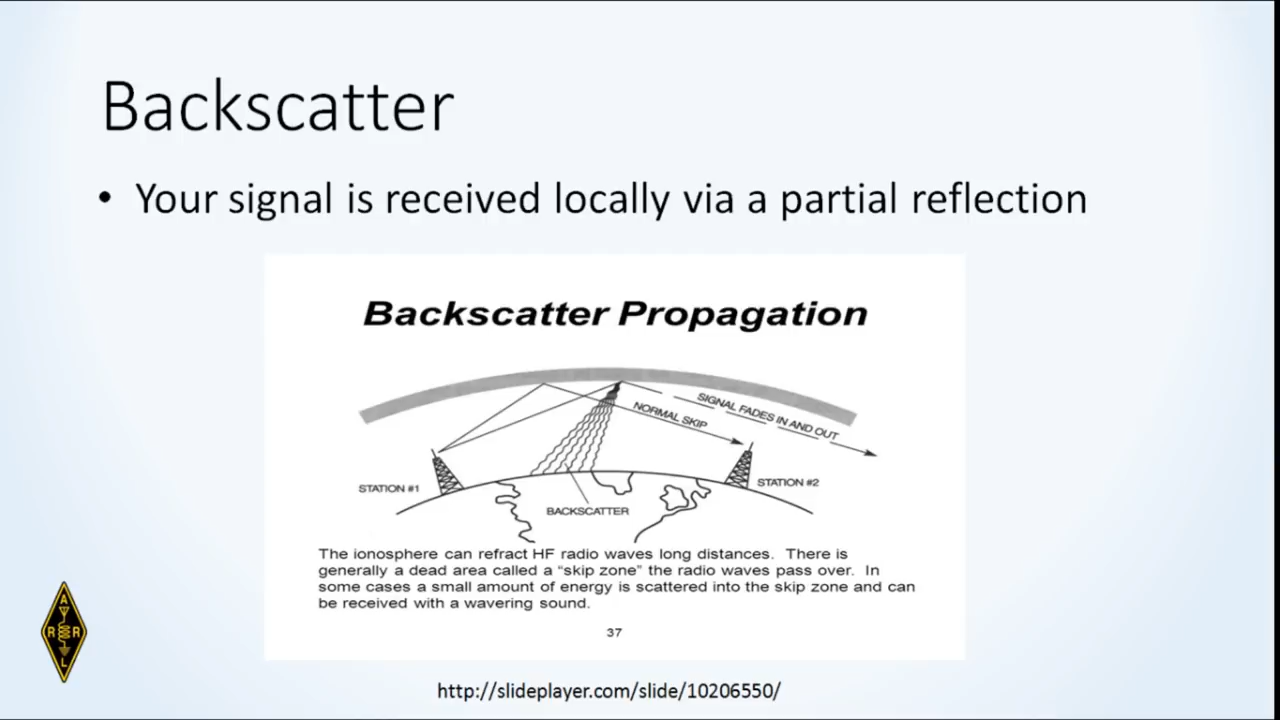 Backscatter
• Your signal is received locally via a partial reflection
Backscatter Propagation
SIGNAL FADES IN AND OUT
NORMAL SKIP
STATION #1
STATION #2
BACKSCATTER
The ionosphere can refract HF radio waves long distances. There is
generally a dead area called a “skip zone” the radio waves pass over. In
some cases a small amount of energy is scattered into the skip zone and can
be received with a wavering sound.
37
A
R R
L
http://slideplayer.com/slide/10206550/